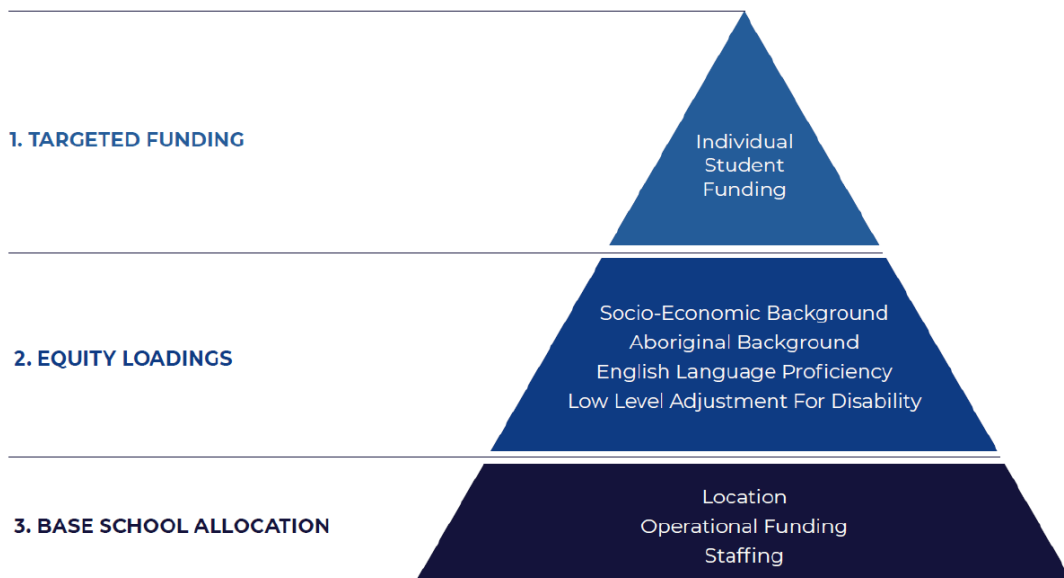 1. TARGETED FUNDING
Individual
Student
Funding
2. EQUITY LOADINGS
Socio-Economic Background
Aboriginal Background
English Language Proficiency
Low Level Adjustment For Disability
3. BASE SCHOOL ALLOCATION
Location
Operational Funding
Staffing